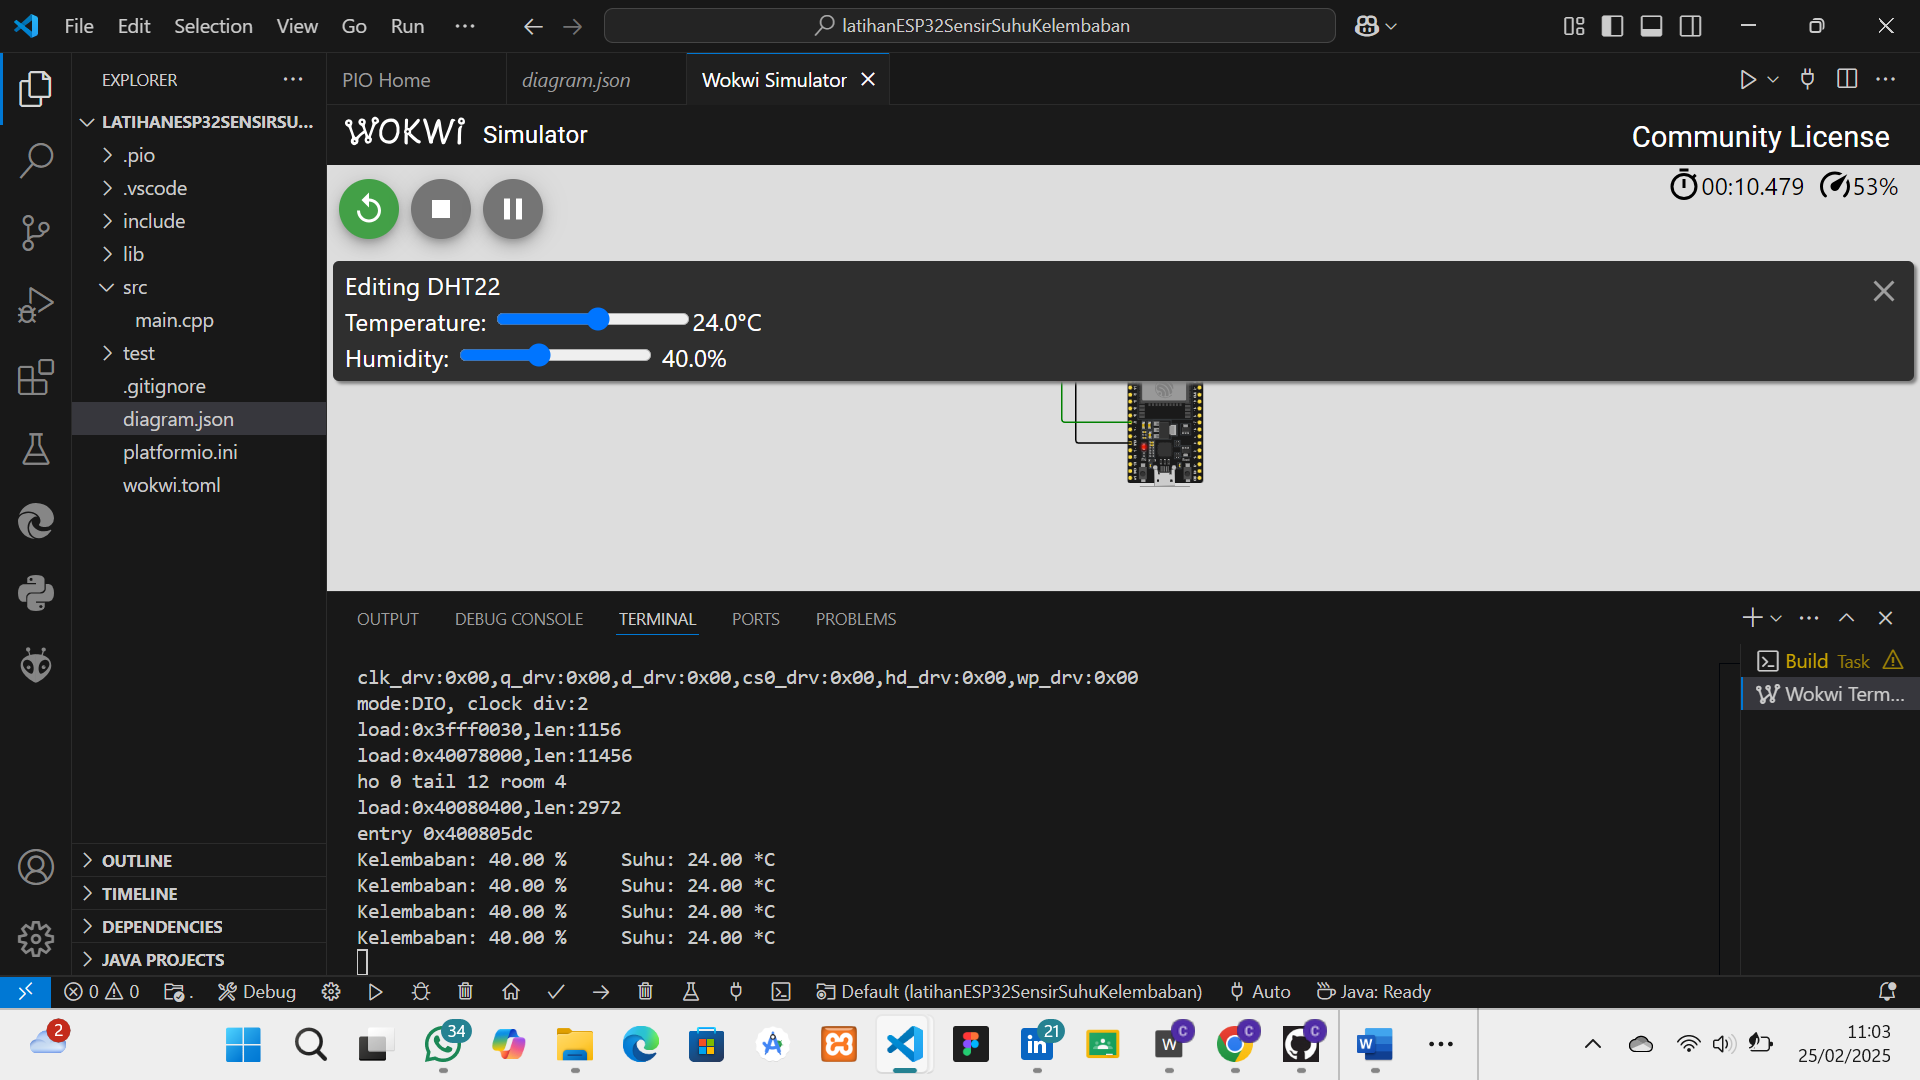 File Edit Selection View Go Run ··· latihanESP32SensirSuhuKelembaban
EXPLORER
PIO Home diagram.json Wokwi Simulator
LATIHANESP32SENSIRSU...
.pio
.vscode
include
lib
src
main.cpp
test
.gitignore
diagram.json
platformio.ini
wokwi.toml
OUTLINE
TIMELINE
DEPENDENCIES
JAVA PROJECTS
WOKWi Simulator
Community License
00:10.479 53%
Editing DHT22
Temperature: 24.0°C
Humidity: 40.0%
OUTPUT DEBUG CONSOLE TERMINAL PORTS PROBLEMS
Build Task
Wokwi Term...
clk_drv:0x00,q_drv:0x00,d_drv:0x00,cs0_drv:0x00,hd_drv:0x00,wp_drv:0x00
mode:DIO, clock div:2
load:0x3fff0030,len:1156
load:0x40078000,len:11456
ho 0 tail 12 room 4
load:0x40080400,len:2972
entry 0x400805dc
Kelembaban: 40.00 % Suhu: 24.00 *C
Kelembaban: 40.00 % Suhu: 24.00 *C
Kelembaban: 40.00 % Suhu: 24.00 *C
Kelembaban: 40.00 % Suhu: 24.00 *C
0 0 . Debug Default (latihanESP32SensirSuhuKelembaban) Auto Java: Ready
2 34 21 in W C C C W
11:03
25/02/2025